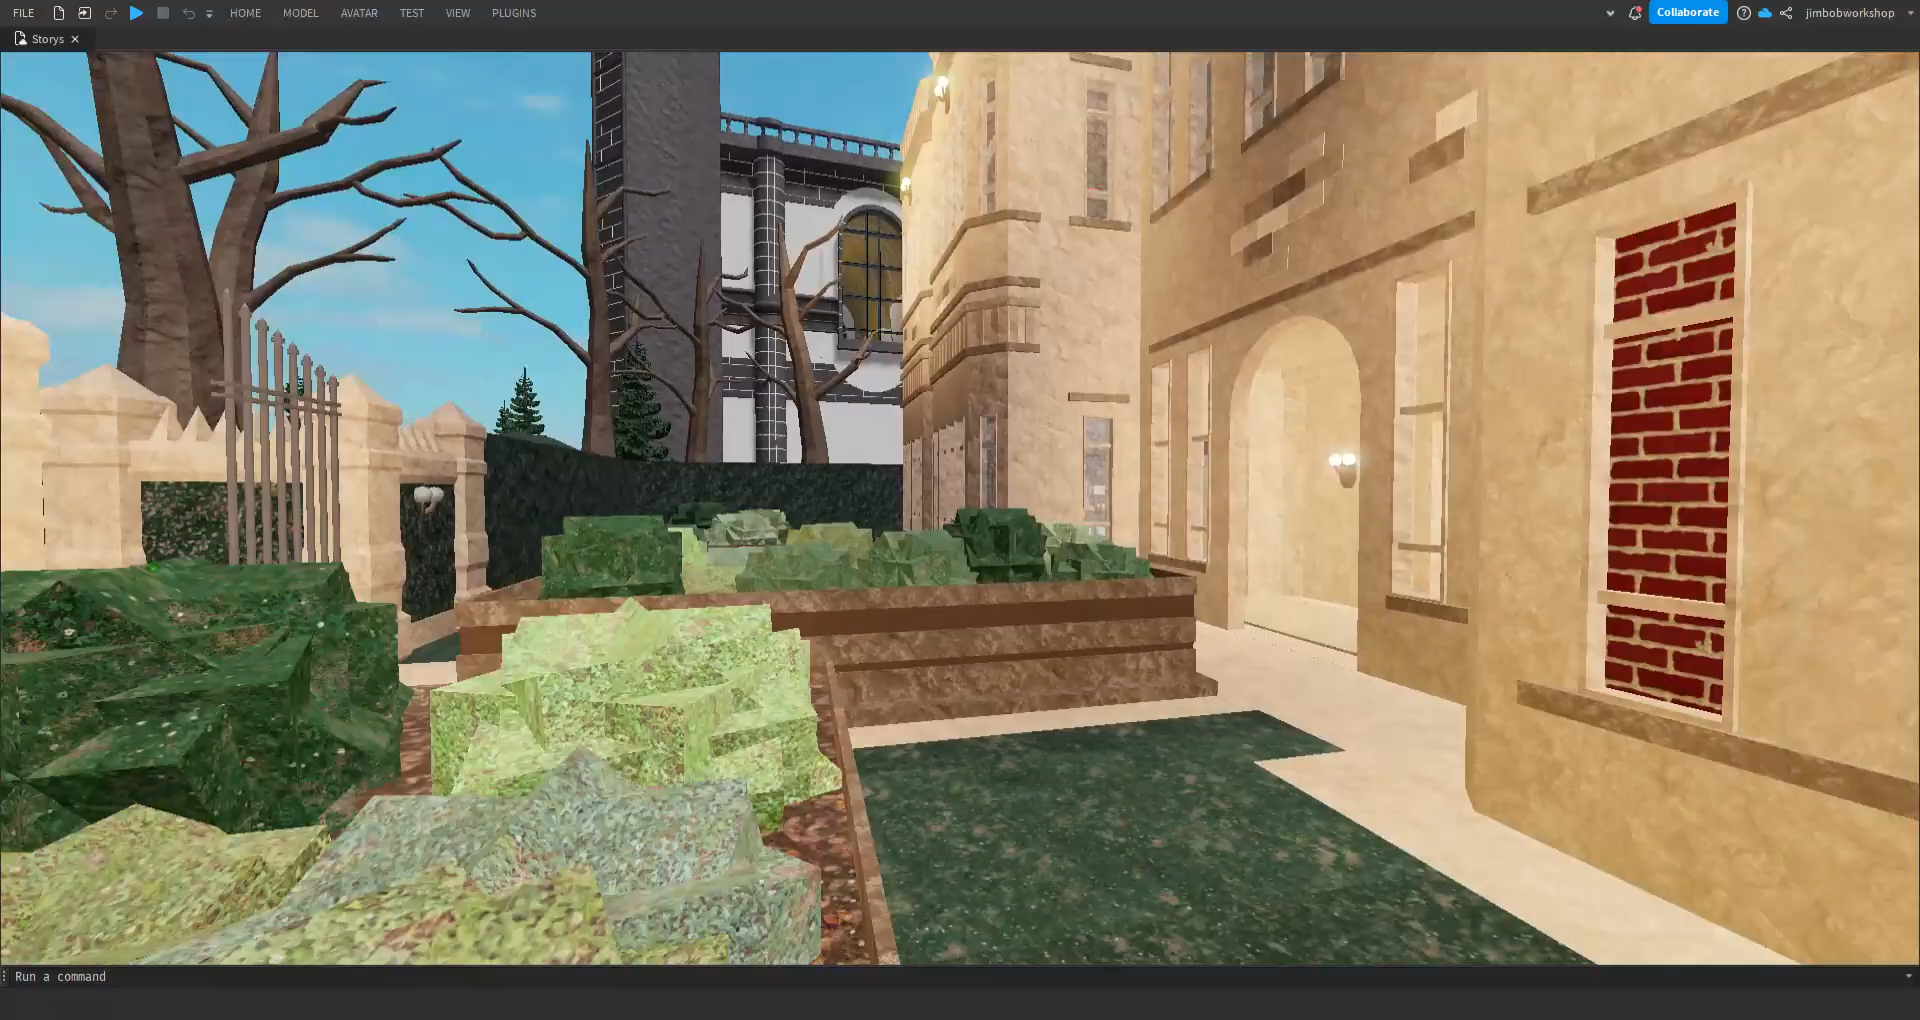 FILE HOME MODEL AVATAR TEST VIEW PLUGINS Collaborate jimbobworkshop
Storys
Run a command